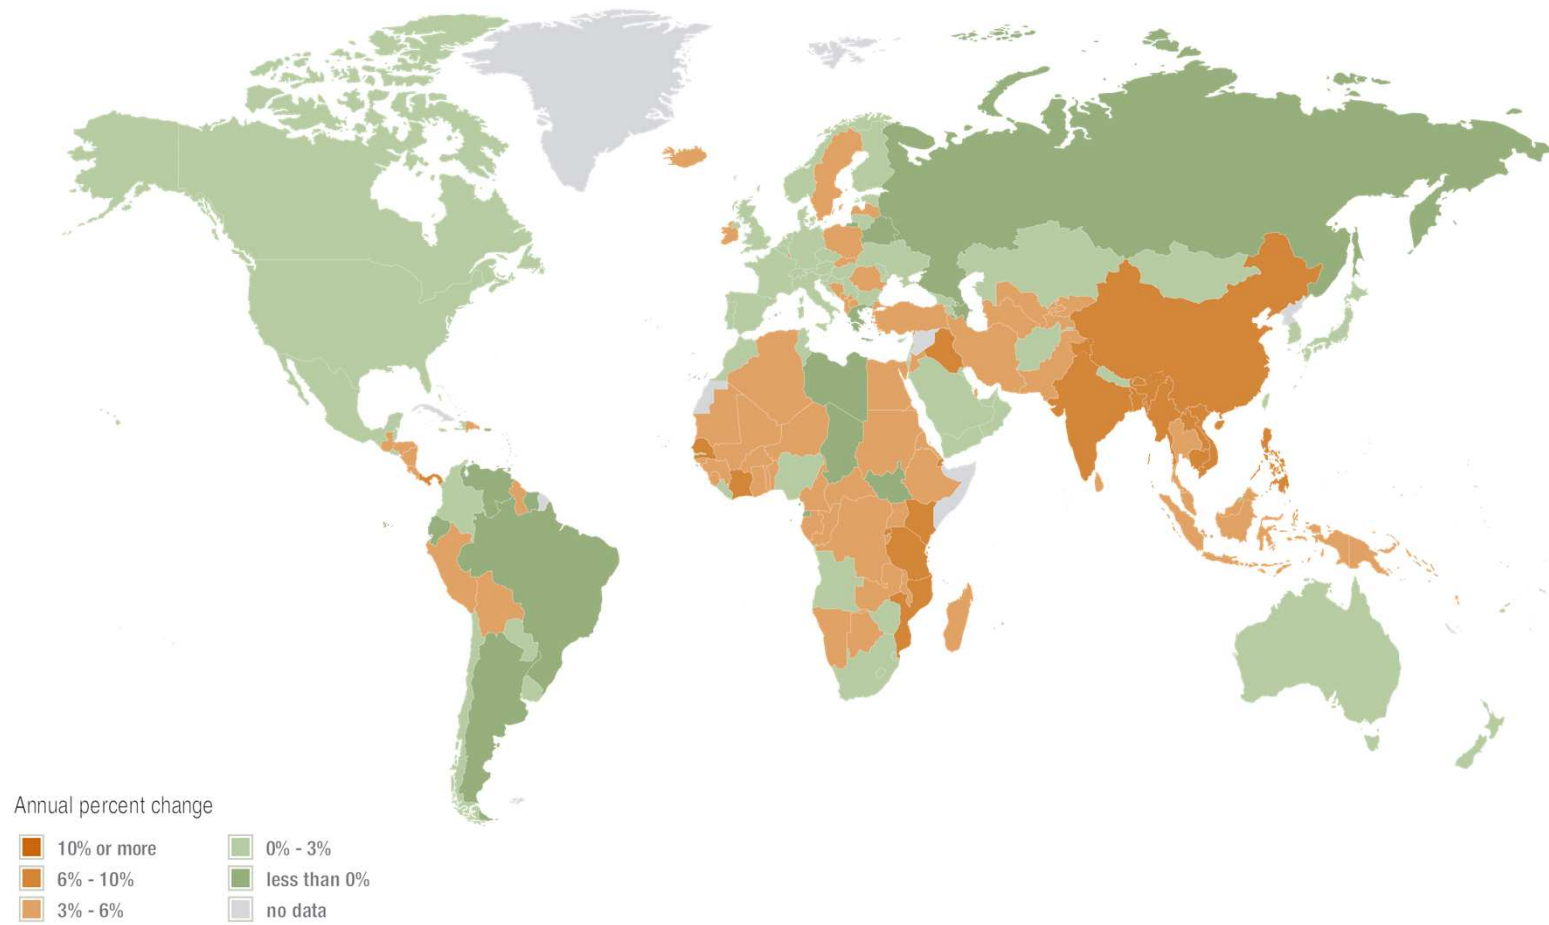 Annual percent change
10% or more
6% - 10%
3% - 6%
0% - 3%
less than 0%
no data